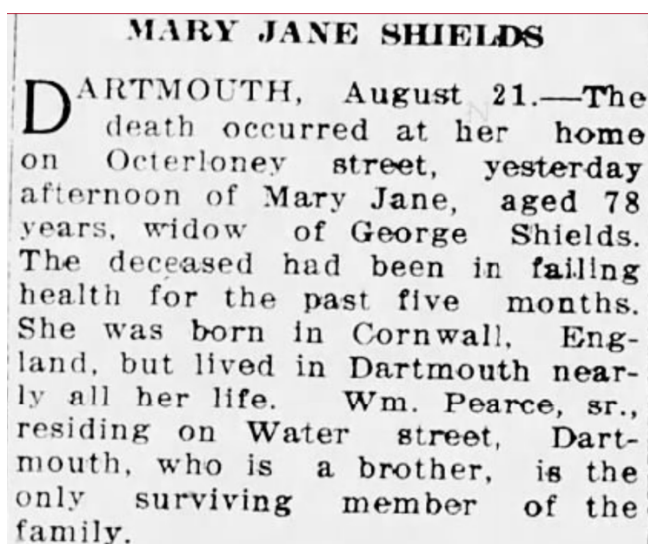 MARY JANE SHIELDS
DARTMOUTH, August 21.—The
death occurred at her home
on Octerloney street, yesterday
afternoon of Mary Jane, aged 78
years, widow of George Shields.
The deceased had been in failing
health for the past five months.
She was born in Cornwall, Eng-
land, but lived in Dartmouth near-
ly all her life. Wm. Pearce, sr.,
residing on Water street, Dart-
mouth, who is a brother, is the
only surviving member of the
family.